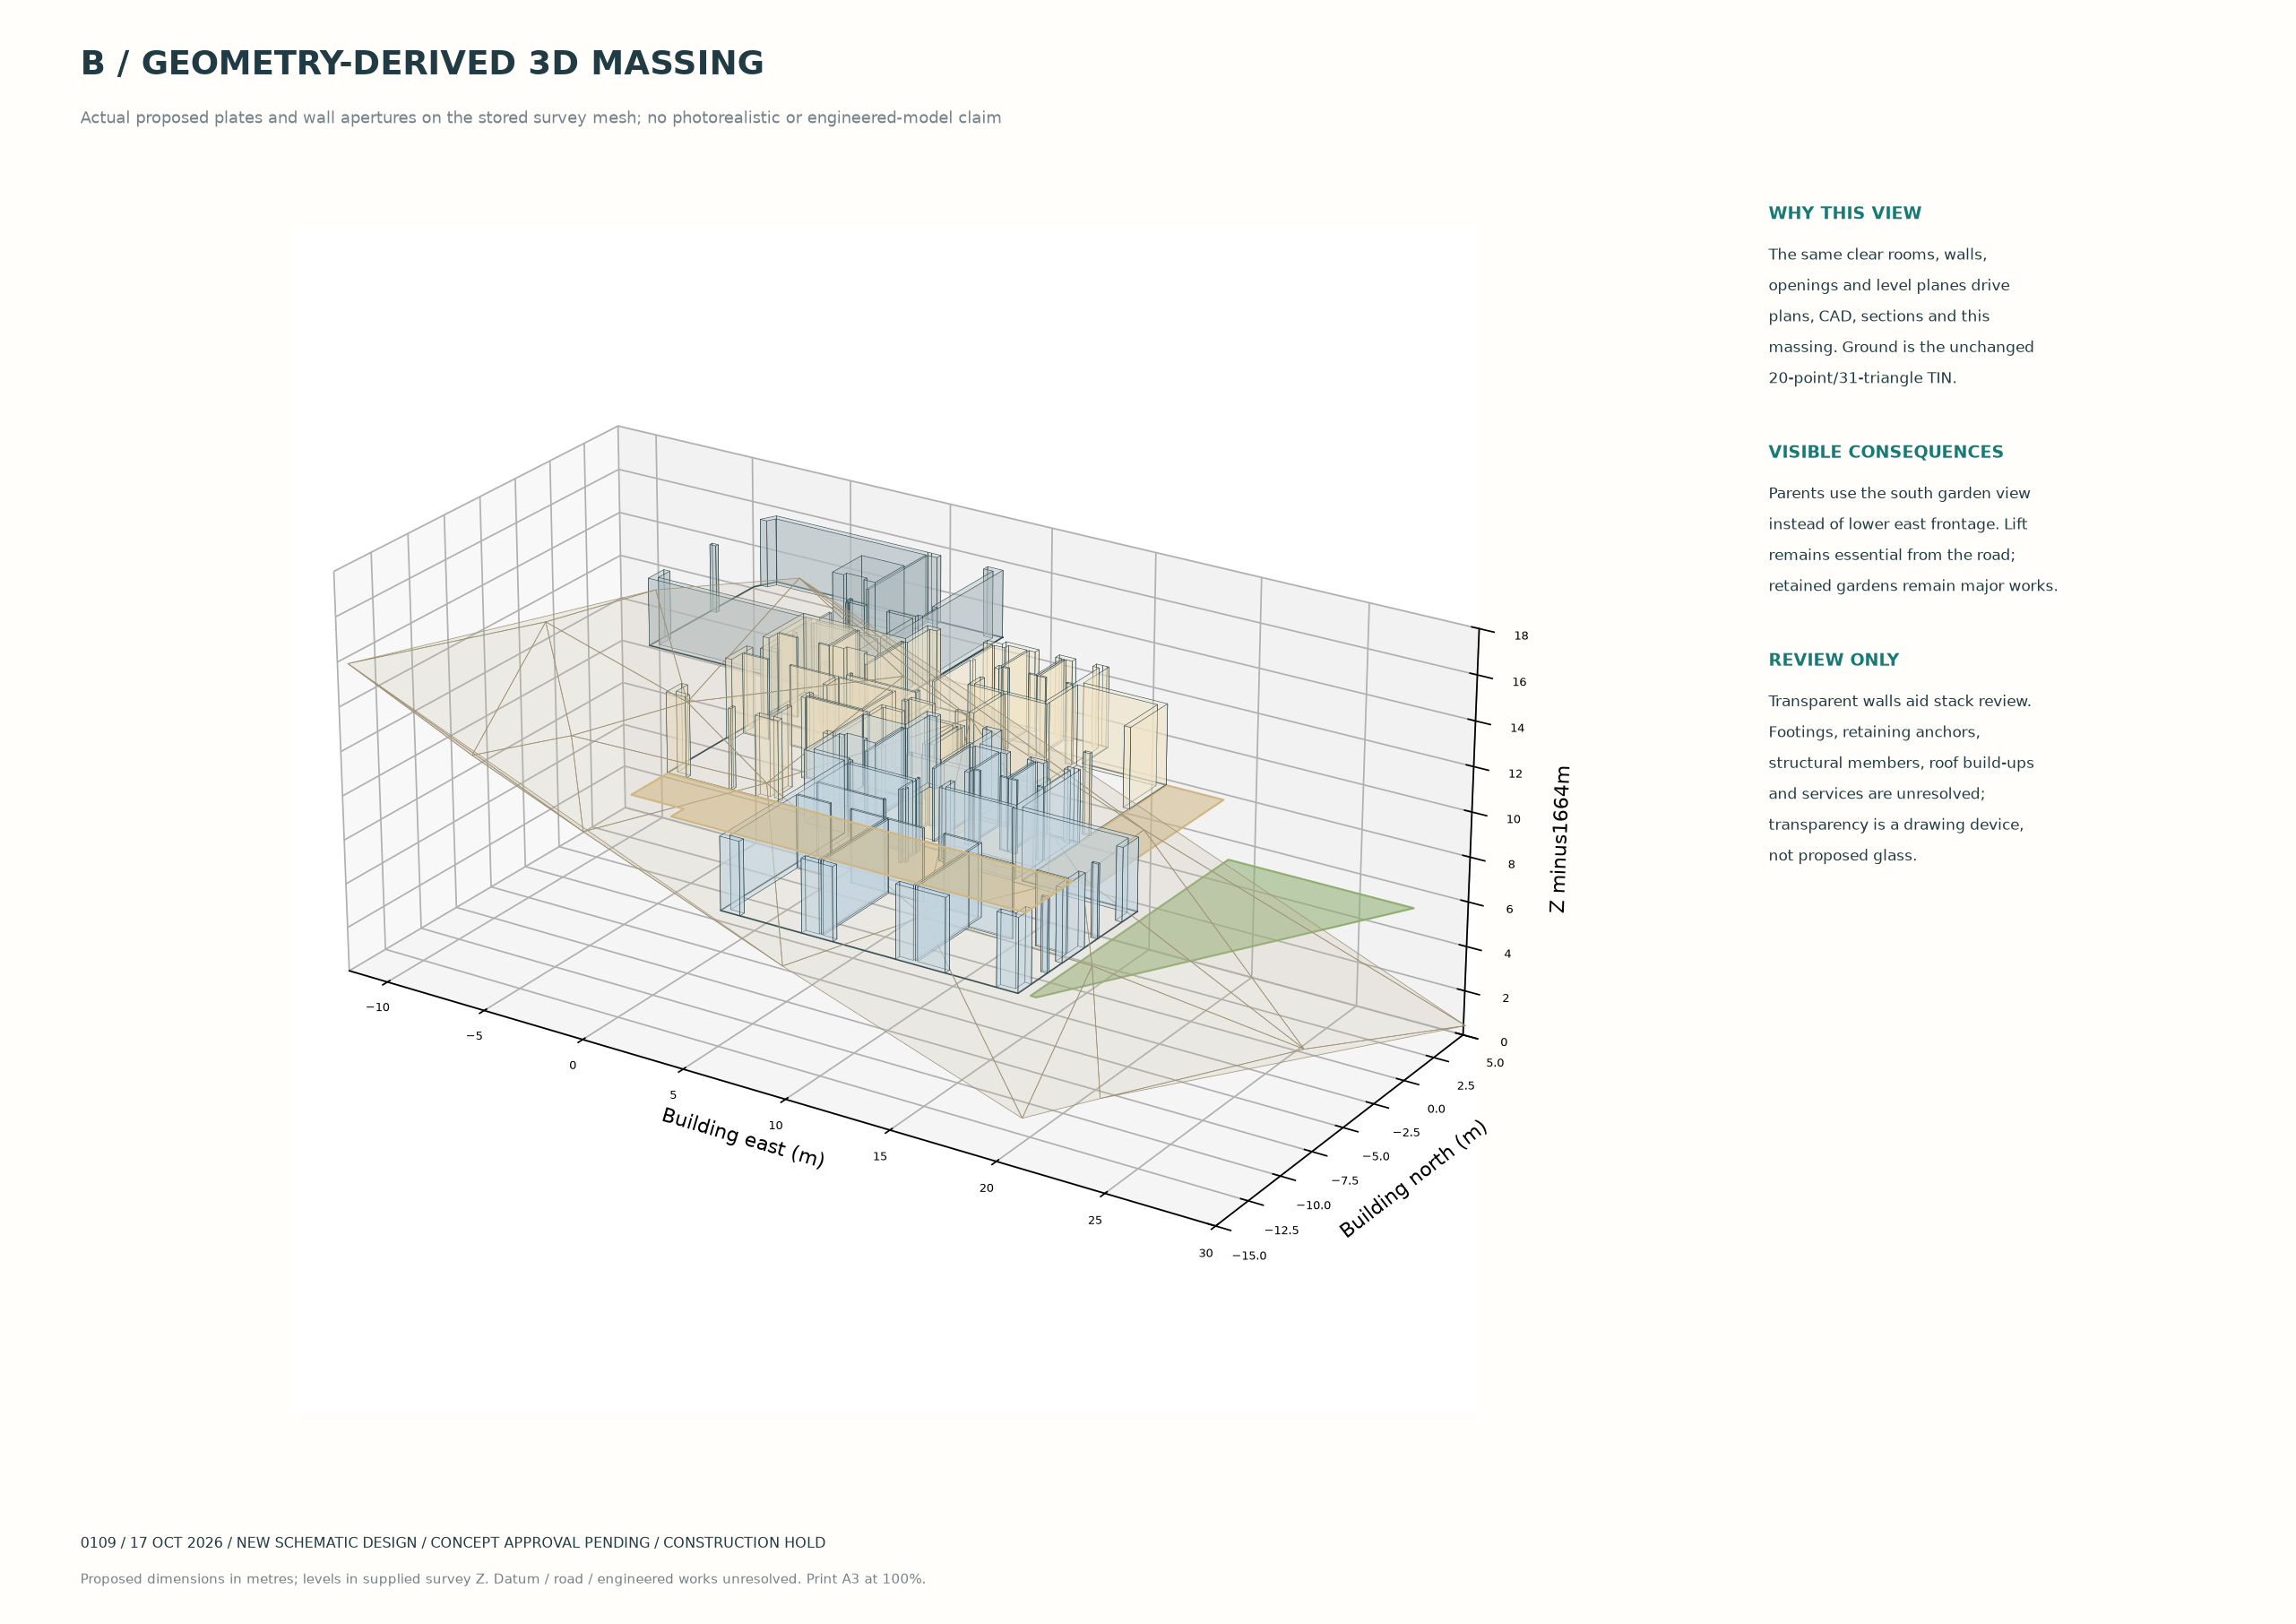 B / GEOMETRY-DERIVED 3D MASSING
Actual proposed plates and wall apertures on the stored survey mesh; no photorealistic or engineered-model claim
WHY THIS VIEW
The same clear rooms, walls,
openings and level planes drive
plans, CAD, sections and this
massing. Ground is the unchanged
20-point/31-triangle TIN.
VISIBLE CONSEQUENCES
Parents use the south garden view
instead of lower east frontage. Lift
remains essential from the road;
retained gardens remain major works.
REVIEW ONLY
Transparent walls aid stack review.
Footings, retaining anchors,
structural members, roof build-ups
and services are unresolved;
transparency is a drawing device,
not proposed glass.
18
16
14
12
10
8
6
4
2
0
Z minus1664m
5.0
2.5
0.0
−2.5
−5.0
−7.5
−10.0
−12.5
−15.0
Building north (m)
−10
−5
0
5
10
15
20
25
30
Building east (m)
0109 / 17 OCT 2026 / NEW SCHEMATIC DESIGN / CONCEPT APPROVAL PENDING / CONSTRUCTION HOLD
Proposed dimensions in metres; levels in supplied survey Z. Datum / road / engineered works unresolved. Print A3 at 100%.